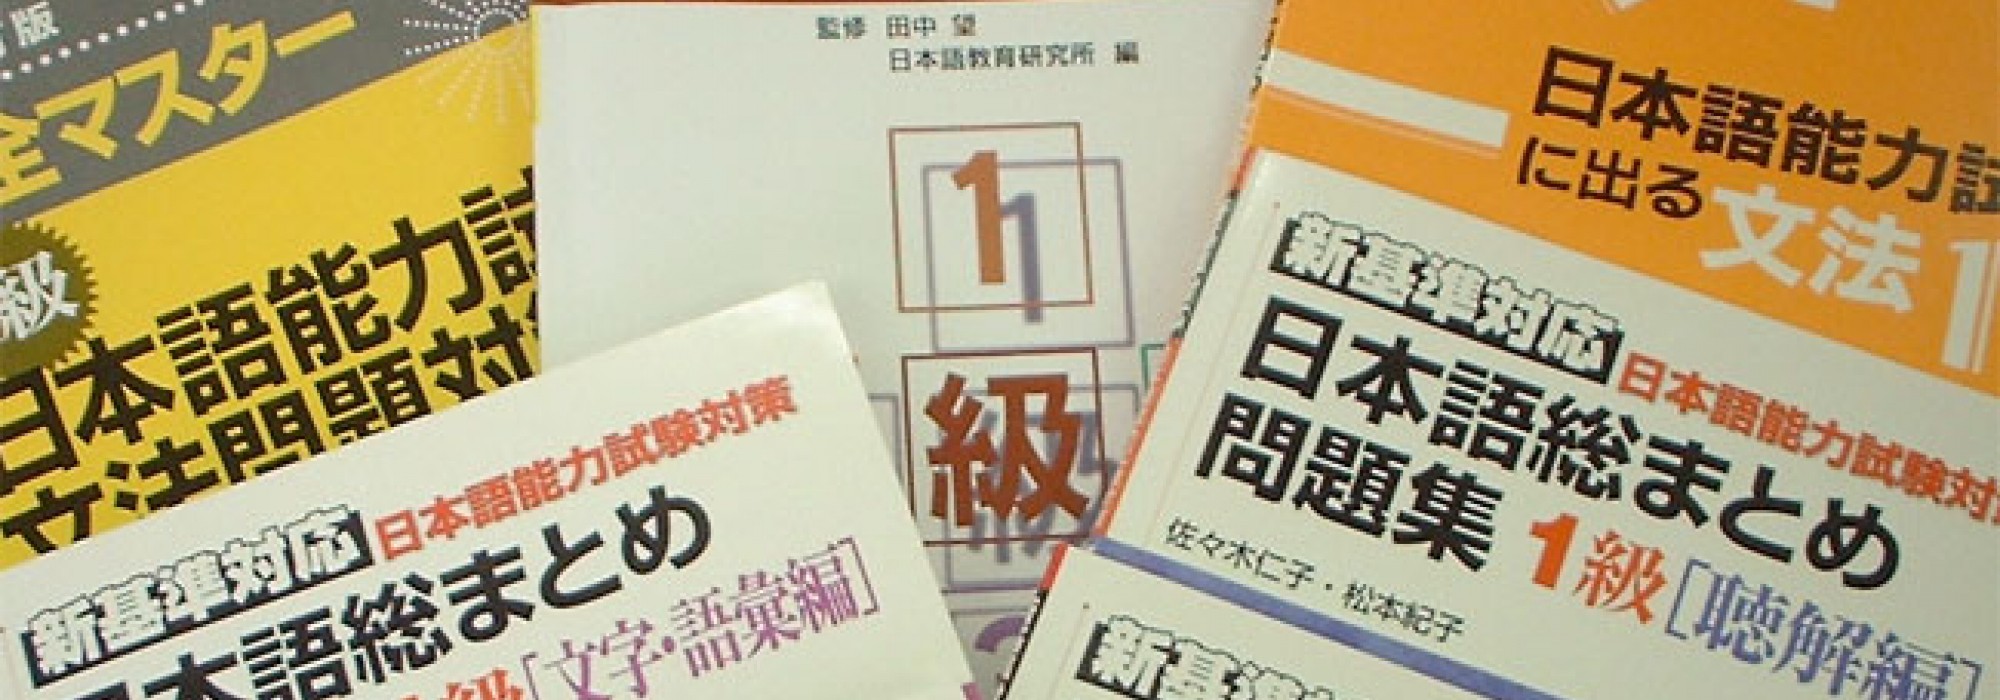 版
全マスター
級
日本語能力試
文法問題対
監修 田中 望
日本語教育研究所 編
1
級
日本語能力試
に出る文法1
新基準対応 日本語能力試験対策
日本語総まとめ
級[文字・語彙編]
新基準対応 日本語能力試験対
日本語総まとめ
問題集 1級[聴解編]
佐々木仁子・松本紀子
新基準